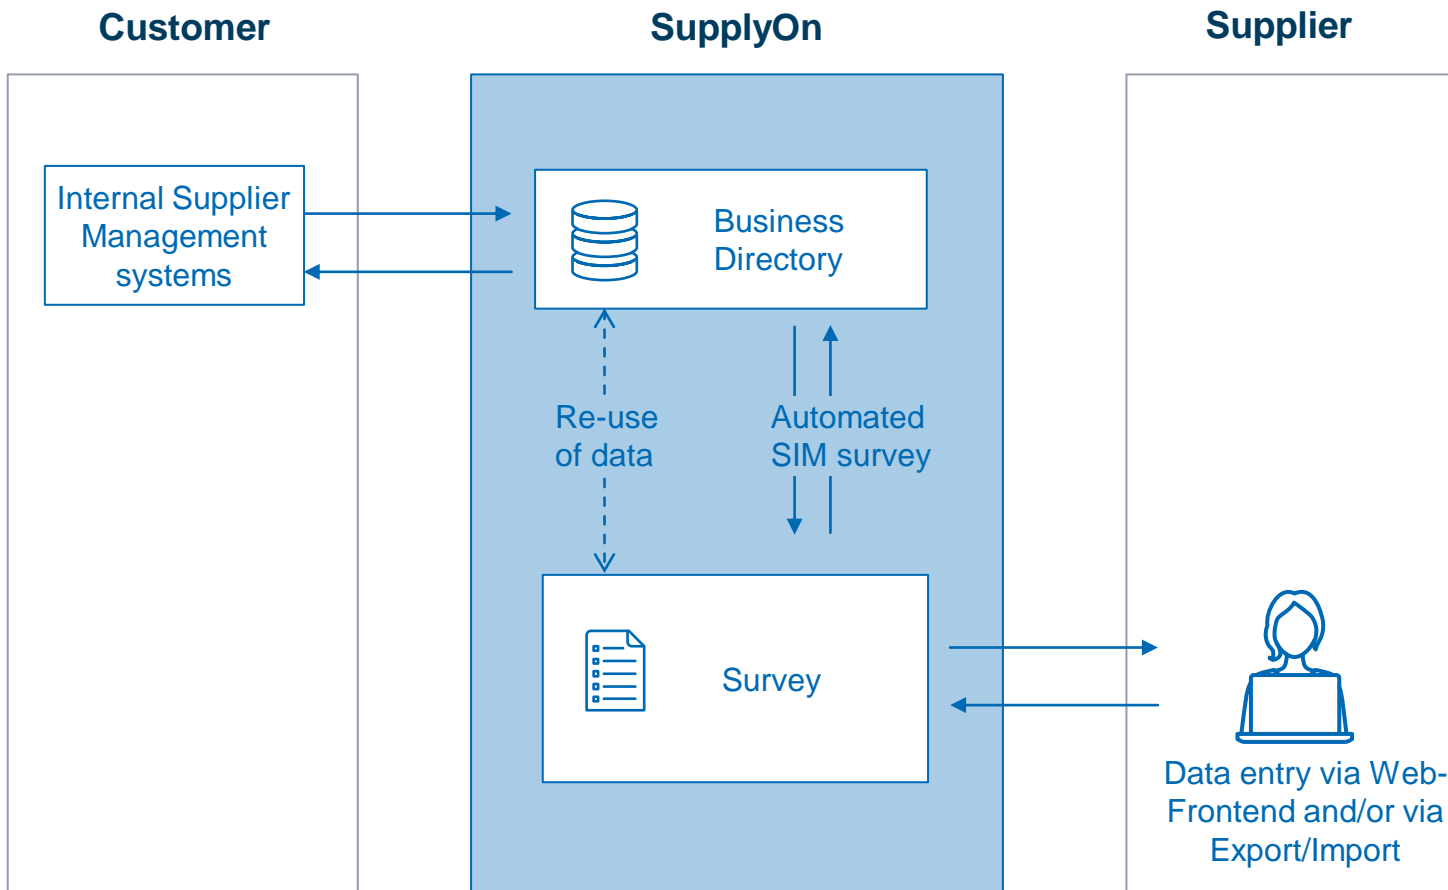 Customer
SupplyOn
Supplier
Internal Supplier
Management
systems
Business
Directory
Re-use
of data
Automated
SIM survey
Survey
Data entry via Web-
Frontend and/or via
Export/Import